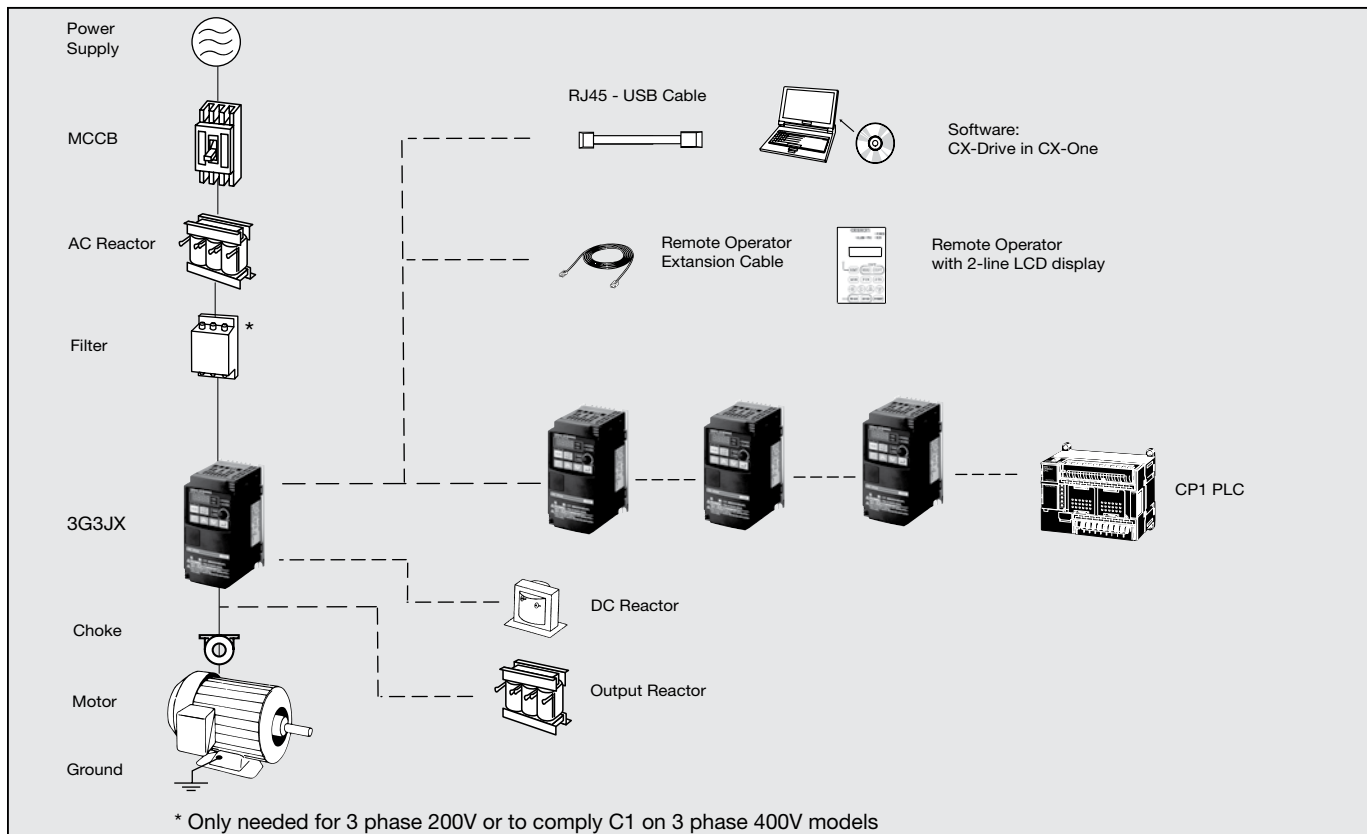 Power
Supply
RJ45 - USB Cable
MCCB
Software:
CX-Drive in CX-One
AC Reactor
Remote Operator
Extension Cable
Remote Operator
with 2-line LCD display
*
Filter
3G3JX
CP1 PLC
DC Reactor
Choke
Output Reactor
Motor
Ground
* Only needed for 3 phase 200V or to comply C1 on 3 phase 400V models